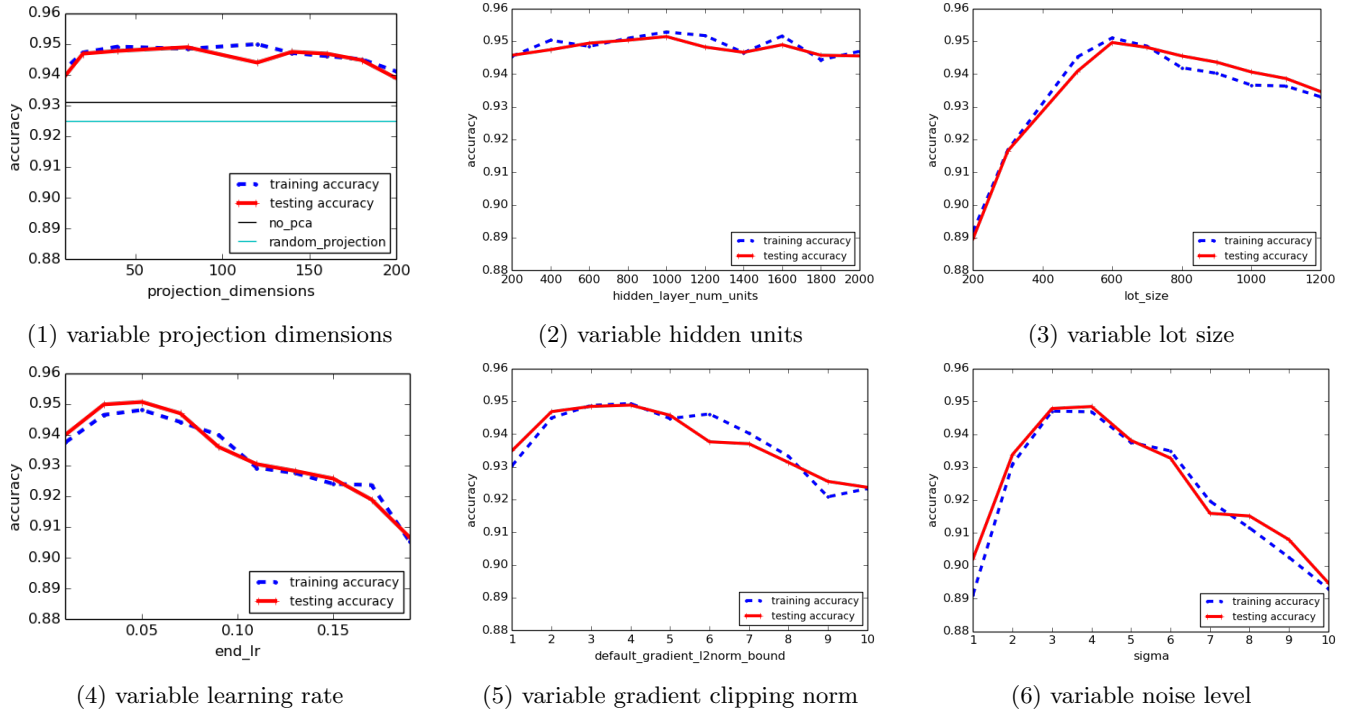 0.96
0.95
0.94
0.93
0.92
0.91
0.90
0.89
0.88
accuracy
training accuracy
testing accuracy
no_pca
random_projection
50 100 150 200
projection_dimensions
(1) variable projection dimensions
0.96
0.95
0.94
0.93
0.92
0.91
0.90
0.89
0.88
accuracy
training accuracy
testing accuracy
200 400 600 800 1000 1200 1400 1600 1800 2000
hidden_layer_num_units
(2) variable hidden units
0.96
0.95
0.94
0.93
0.92
0.91
0.90
0.89
0.88
accuracy
training accuracy
testing accuracy
200 400 600 800 1000 1200
lot_size
(3) variable lot size
0.96
0.95
0.94
0.93
0.92
0.91
0.90
0.89
0.88
accuracy
training accuracy
testing accuracy
0.05 0.10 0.15
end_lr
(4) variable learning rate
0.96
0.95
0.94
0.93
0.92
0.91
0.90
0.89
0.88
accuracy
training accuracy
testing accuracy
1 2 3 4 5 6 7 8 9 10
default_gradient_l2norm_bound
(5) variable gradient clipping norm
0.96
0.95
0.94
0.93
0.92
0.91
0.90
0.89
0.88
accuracy
training accuracy
testing accuracy
1 2 3 4 5 6 7 8 9 10
sigma
(6) variable noise level